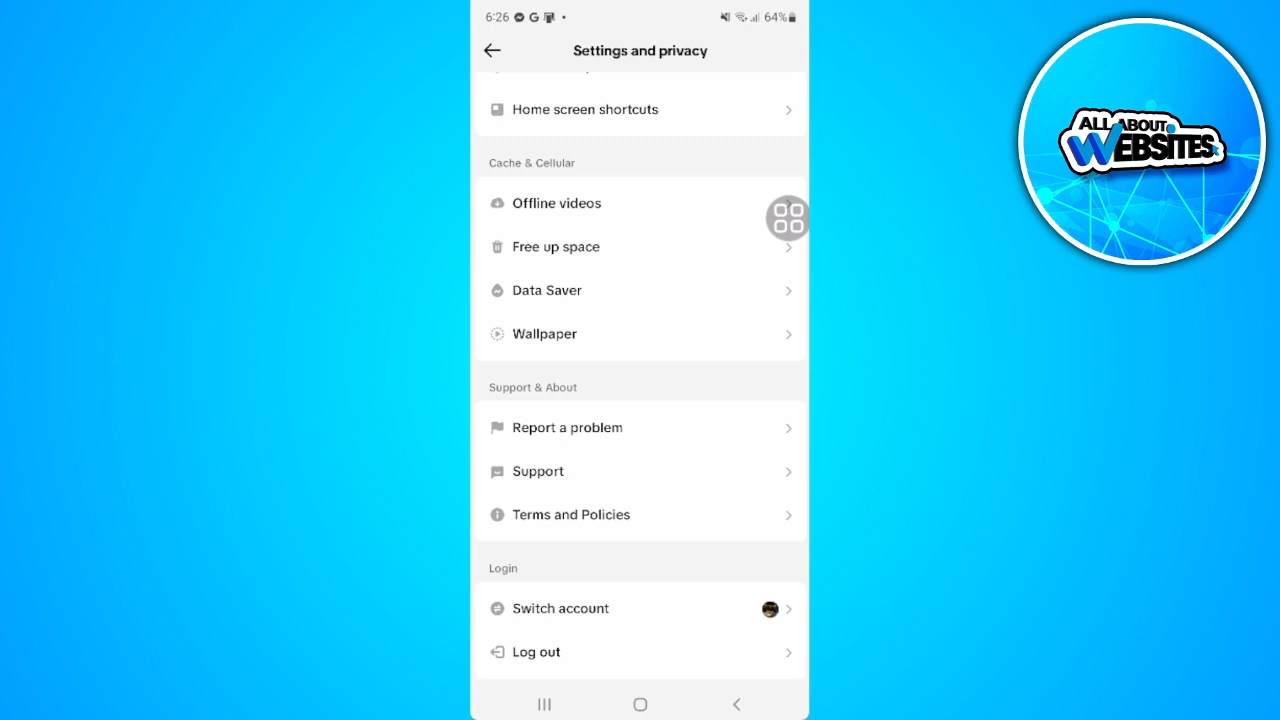 6:26
64%
Settings and privacy
Home screen shortcuts
Cache & Cellular
Offline videos
Free up space
Data Saver
Wallpaper
Support & About
Report a problem
Support
Terms and Policies
Login
Switch account
Log out
ALL ABOUT
WEBSITES